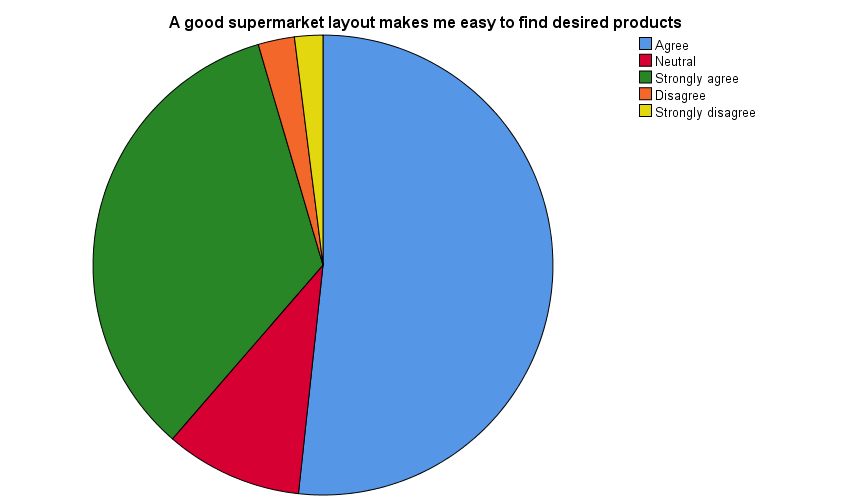 A good supermarket layout makes me easy to find desired products
Agree
Neutral
Strongly agree
Disagree
Strongly disagree